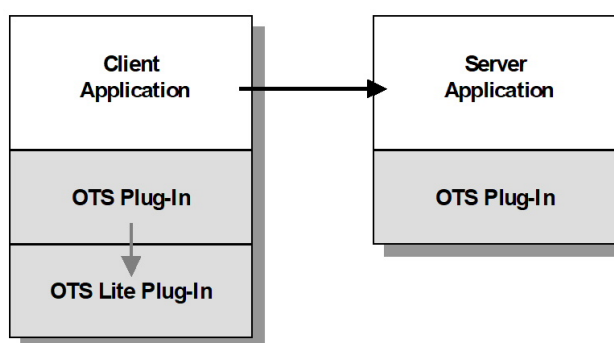 Client
Application
Server
Application
OTS Plug-In
OTS Plug-In
OTS Lite Plug-In